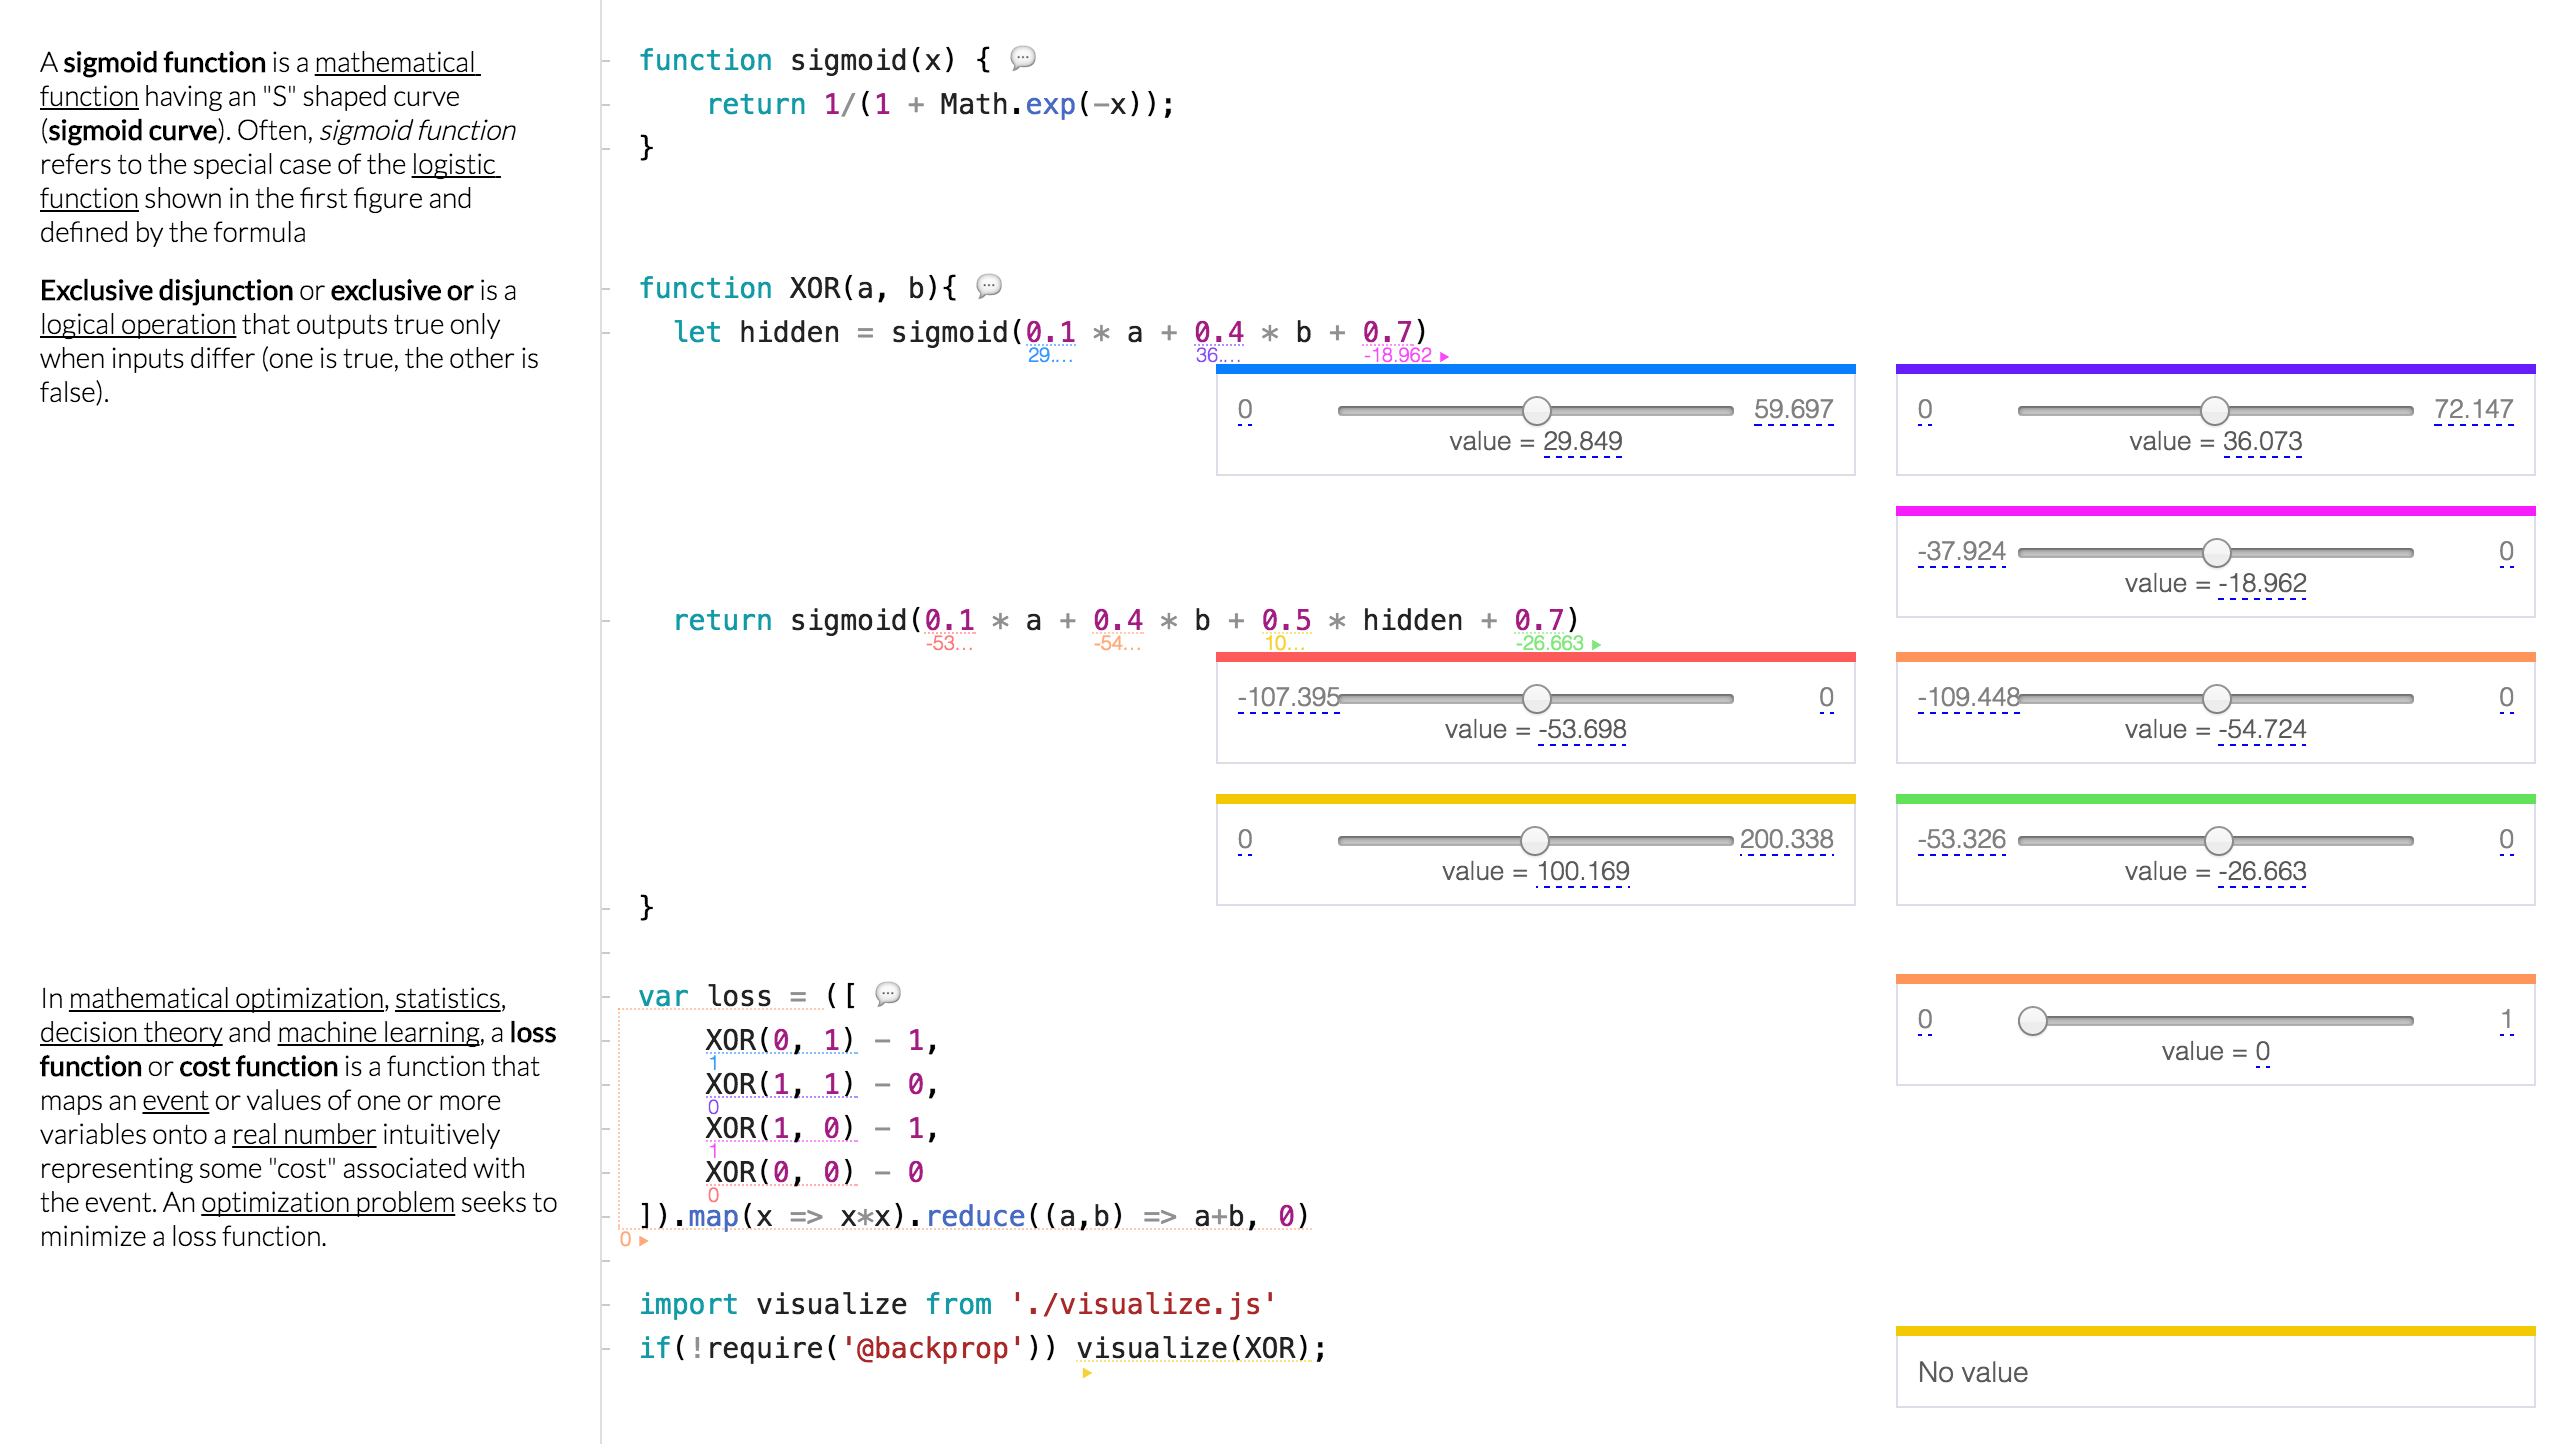 A sigmoid function is a mathematical
function having an "S" shaped curve
(sigmoid curve). Often, sigmoid function
refers to the special case of the logistic
function shown in the first figure and
defined by the formula
Exclusive disjunction or exclusive or is a
logical operation that outputs true only
when inputs differ (one is true, the other is
false).
In mathematical optimization, statistics,
decision theory and machine learning, a loss
function or cost function is a function that
maps an event or values of one or more
variables onto a real number intuitively
representing some "cost" associated with
the event. An optimization problem seeks to
minimize a loss function.
function sigmoid(x) {
return 1/(1 + Math.exp(-x));
}
function XOR(a, b){
let hidden = sigmoid(0.1 * a + 0.4 * b + 0.7)
29.... 36.... -18.962
0 59.697
value = 29.849
0 72.147
value = 36.073
-37.924 0
value = -18.962
return sigmoid(0.1 * a + 0.4 * b + 0.5 * hidden + 0.7)
-53... -54... 10... -26.663
-107.395 0
value = -53.698
-109.448 0
value = -54.724
0 200.338
value = 100.169
-53.326 0
value = -26.663
}
var loss = ([
XOR(0, 1) - 1,
1
XOR(1, 1) - 0,
0
XOR(1, 0) - 1,
1
XOR(0, 0) - 0
0
]).map(x => x*x).reduce((a,b) => a+b, 0)
0
0 1
value = 0
import visualize from './visualize.js'
if(!require('@backprop')) visualize(XOR);
No value